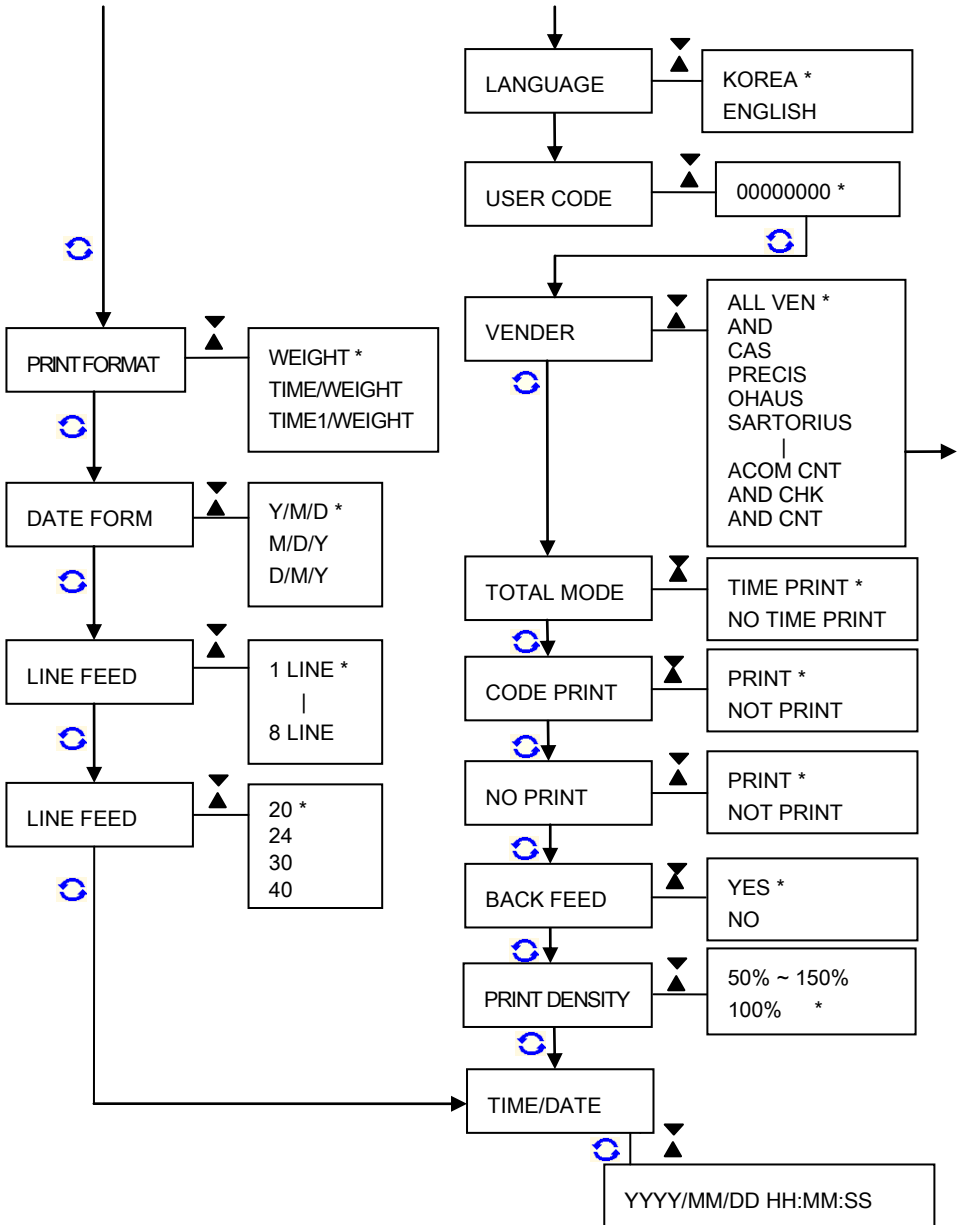 LANGUAGE
KOREA *
ENGLISH
USER CODE
00000000 *
PRINT FORMAT
WEIGHT *
TIME/WEIGHT
TIME1/WEIGHT
DATE FORM
Y/M/D *
M/D/Y
D/M/Y
LINE FEED
1 LINE *
|
8 LINE
LINE FEED
20 *
24
30
40
VENDER
ALL VEN *
AND
CAS
PRECIS
OHAUS
SARTORIUS
|
ACOM CNT
AND CHK
AND CNT
TOTAL MODE
TIME PRINT *
NO TIME PRINT
CODE PRINT
PRINT *
NOT PRINT
NO PRINT
PRINT *
NOT PRINT
BACK FEED
YES *
NO
PRINT DENSITY
50% ~ 150%
100% *
TIME/DATE
YYYY/MM/DD HH:MM:SS